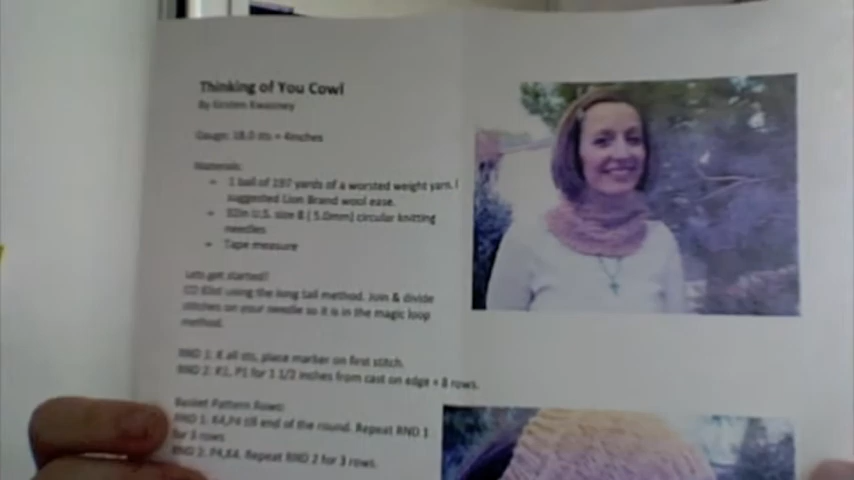 Thinking of You Cowl
By Kirsten
Gauge: 18.0 sts = 4inches
Materials:
1 ball of 197 yards of a worsted weight yarn. I
suggested Lion Brand wool ease.
32in U.S. size 8 ( 5.0mm) circular knitting
needles
Tape measure
Lets get started!!
CO using the long tail method. Join & divide
stitches on your needle so it is in the magic loop
method.
RND 1: K all sts, place marker on first stitch.
RND 2: K1, P1 for 1 1/2 inches from cast on edge = 8 rows.
Basket Pattern Rows:
RND 1: K4,P4 till end of the round. Repeat RND 1
for 3 rows
RND 2: P4,K4. Repeat RND 2 for 3 rows.